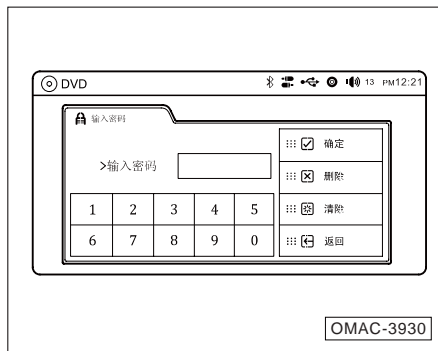 DVD 13 PM12:21
输入密码
确定
>输入密码
删除
1 2 3 4 5
清除
6 7 8 9 0
返回
OMAC-3930